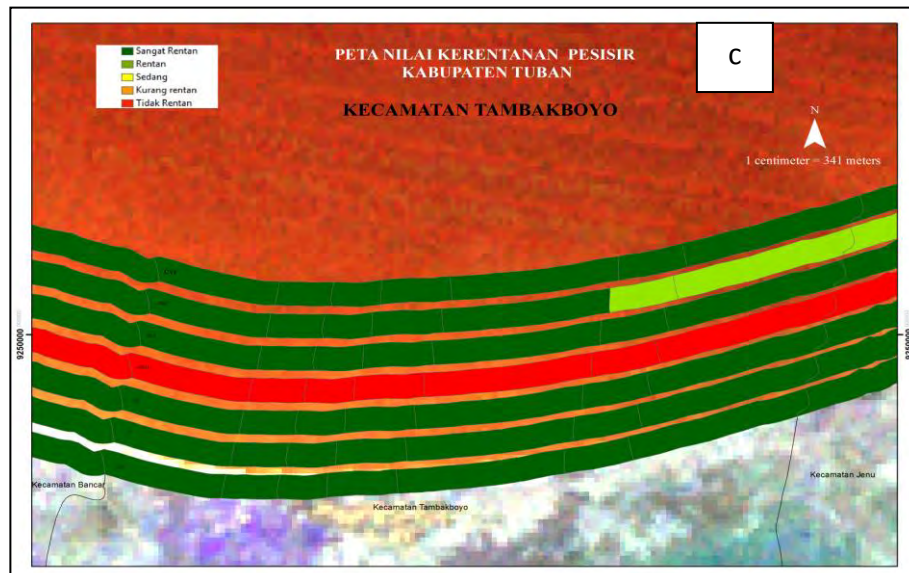 Sangat Rentan
Rentan
Sedang
Kurang rentan
Tidak Rentan
PETA NILAI KERENTANAN PESISIR
KABUPATEN TUBAN
KECAMATAN TAMBAKBOYO
C
N
1 centimeter = 341 meters
9250000
9250000
Kecamatan Bancar
Kecamatan Tambakboyo
Kecamatan Jenu